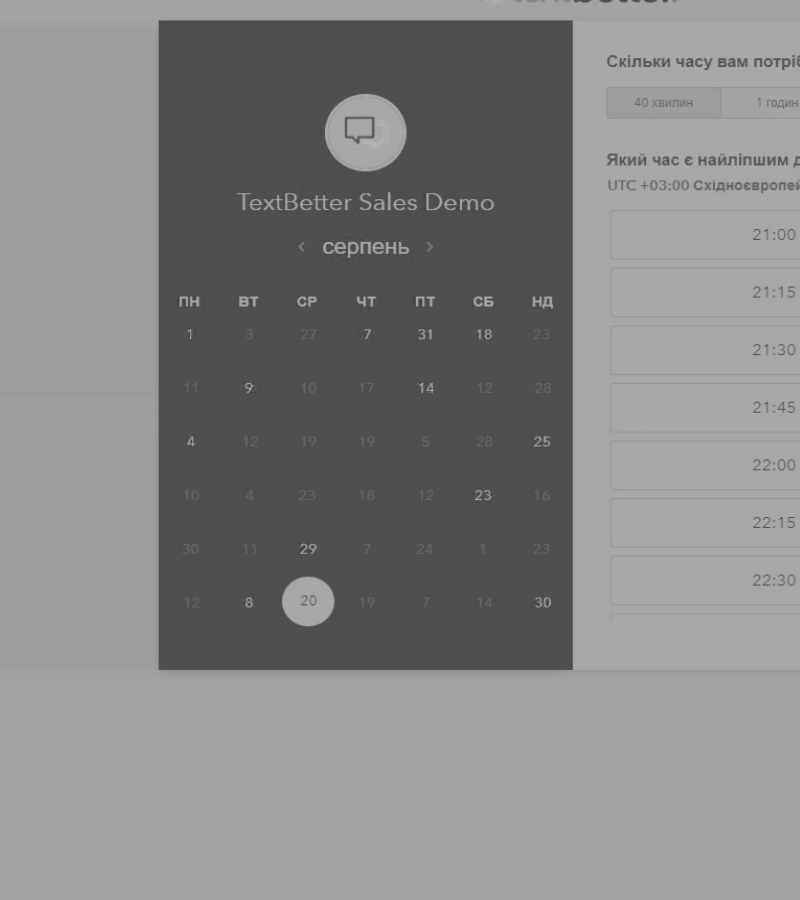 TextBetter Sales Demo
‹ серпень ›
ПН ВТ СР ЧТ ПТ СБ НД
1 3 27 7 31 18 23
11 9 10 17 14 12 28
4 12 19 19 5 28 25
10 4 23 18 12 23 16
30 11 29 7 24 1 23
12 8 20 19 7 14 30
Скільки часу вам потріб
40 хвилин 1 годин
Який час є найліпшим д
UTC +03:00 Східноєвропей
21:00
21:15
21:30
21:45
22:00
22:15
22:30